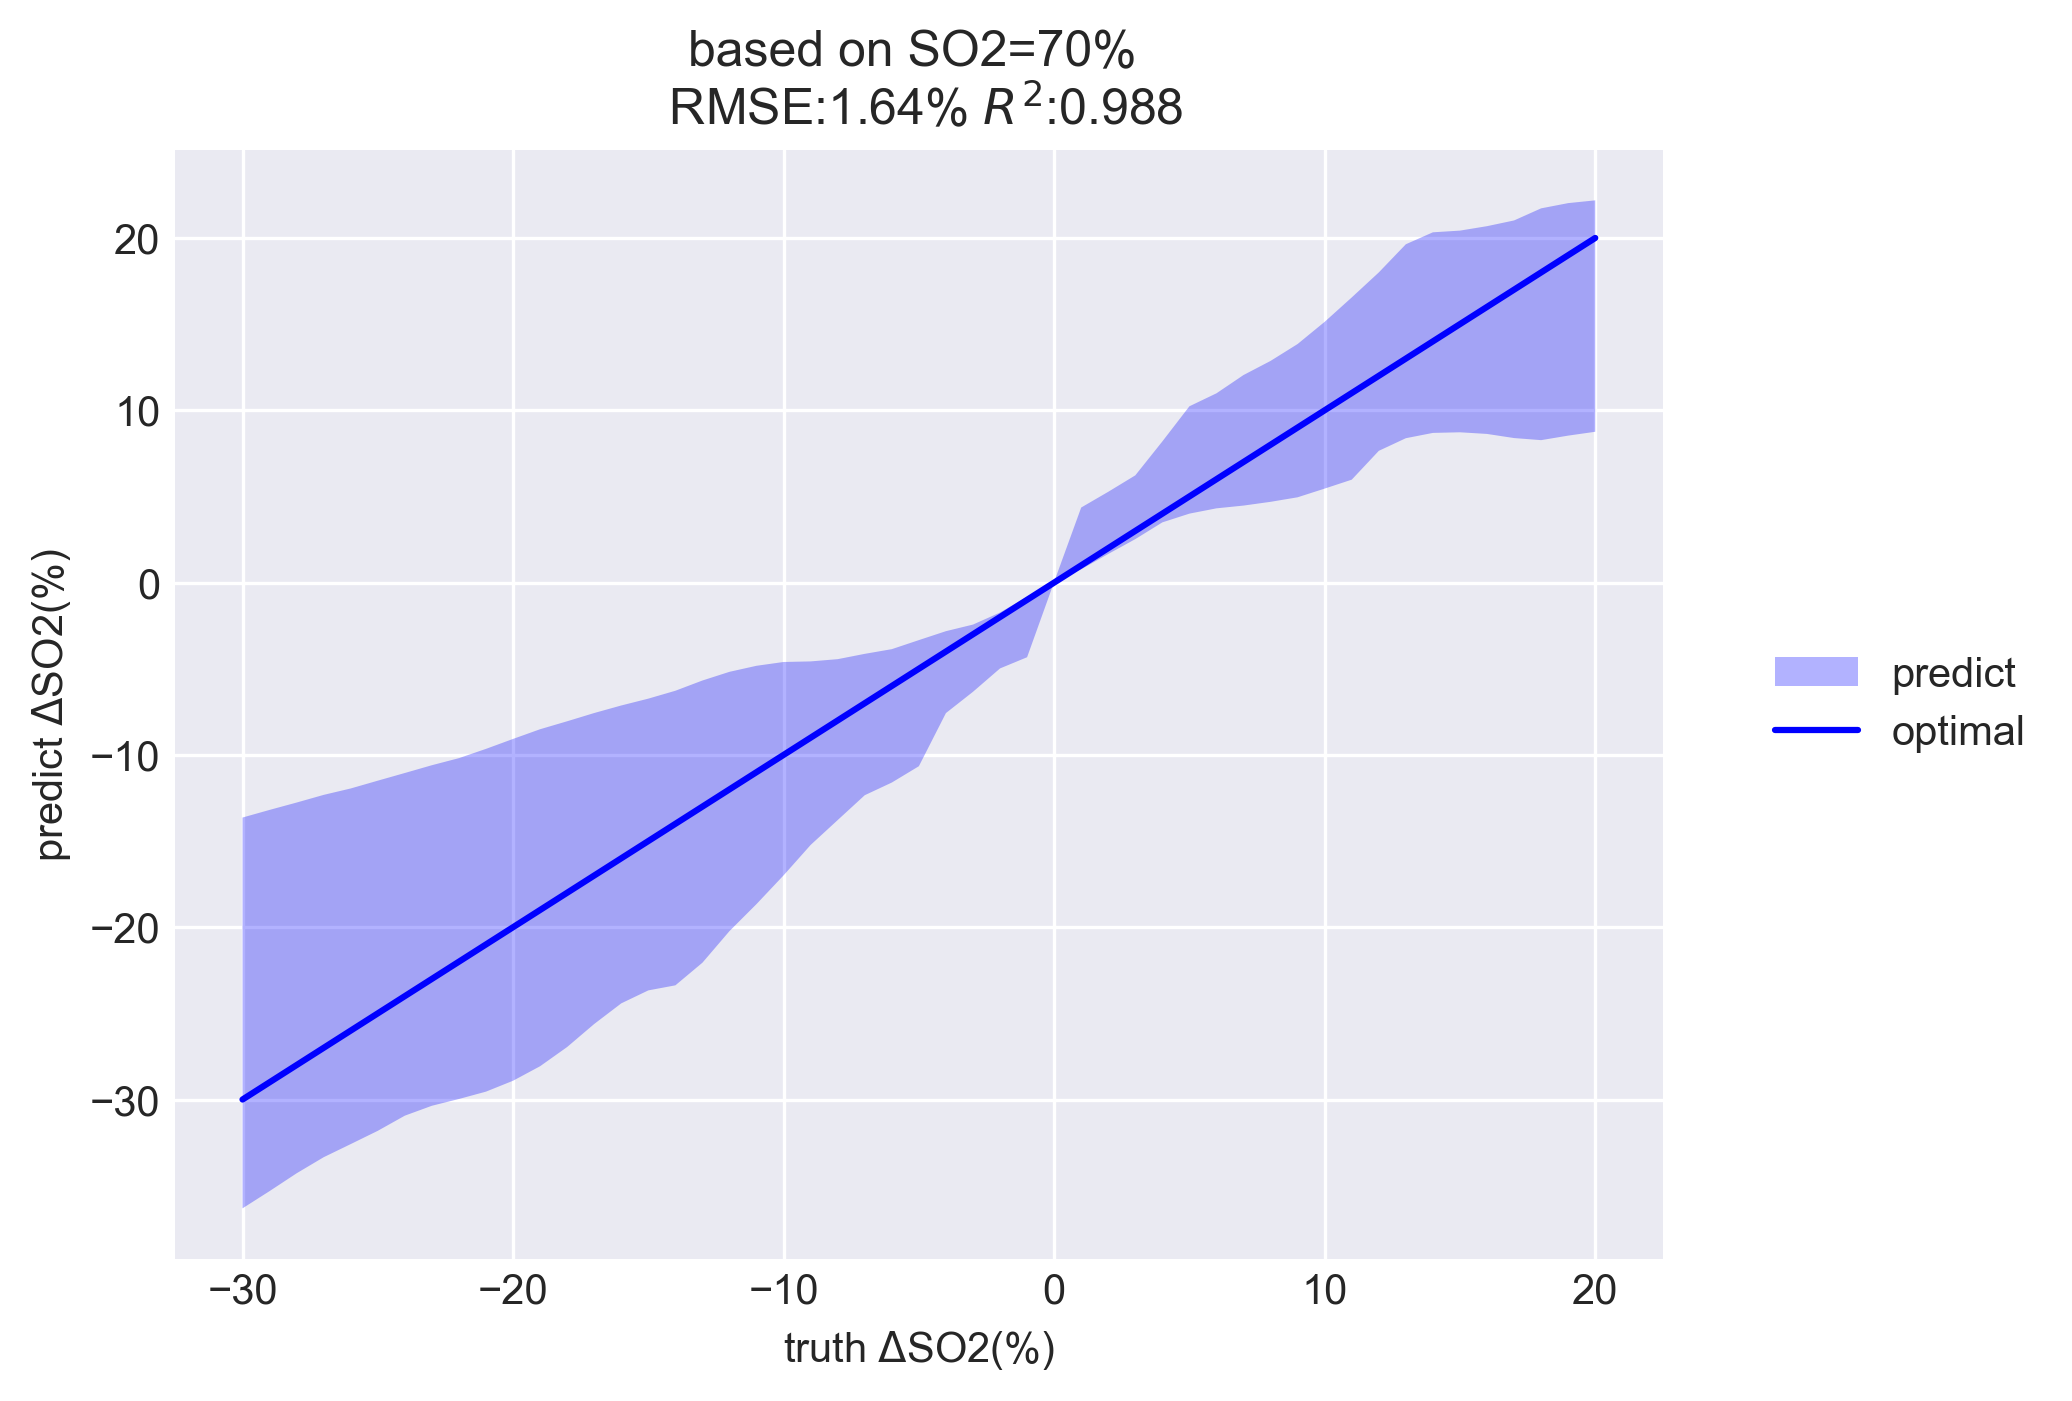 based on SO2=70%
RMSE:1.64% R²:0.988
20
10
0
−10
−20
−30
predict ΔSO2(%)
−30
−20
−10
0
10
20
truth ΔSO2(%)
predict
optimal